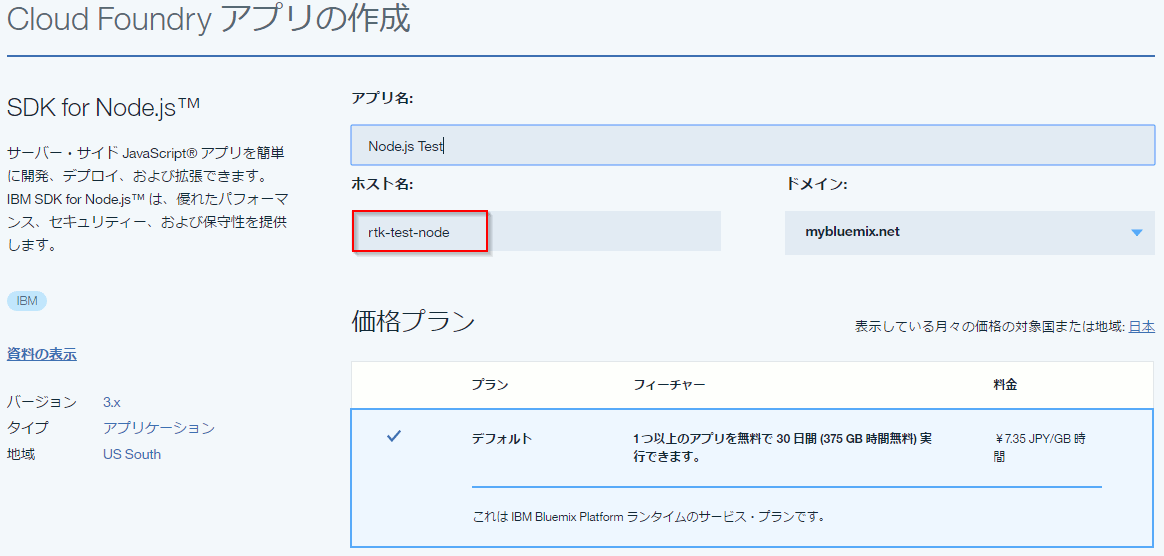 Cloud Foundry アプリの作成
SDK for Node.js™
サーバー・サイド JavaScript® アプリを簡単
に開発、デプロイ、および拡張できます。
IBM SDK for Node.js™ は、優れたパフォーマ
ンス、セキュリティー、および保守性を提供
します。
IBM
資料の表示
バージョン 3.x
タイプ アプリケーション
地域 US South
アプリ名:
Node.js Test
ホスト名: ドメイン:
rtk-test-node mybluemix.net
価格プラン 表示している月々の価格の対象国または地域: 日本
プラン フィーチャー 料金
デフォルト 1 つ以上のアプリを無料で 30 日間 (375 GB 時間無料) 実 ¥7.35 JPY/GB 時
行できます。 間
これは IBM Bluemix Platform ランタイムのサービス・プランです。